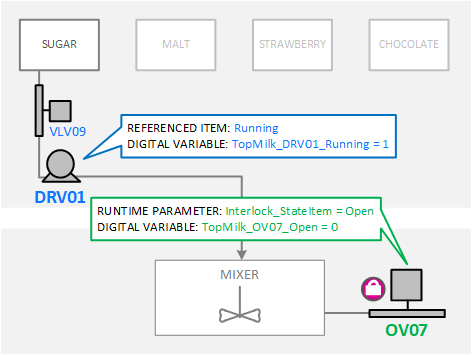 SUGAR
MALT
STRAWBERRY
CHOCOLATE
VLV09
REFERENCED ITEM: Running
DIGITAL VARIABLE: TopMilk_DRV01_Running = 1
DRV01
RUNTIME PARAMETER: Interlock_StateItem = Open
DIGITAL VARIABLE: TopMilk_OV07_Open = 0
MIXER
OV07